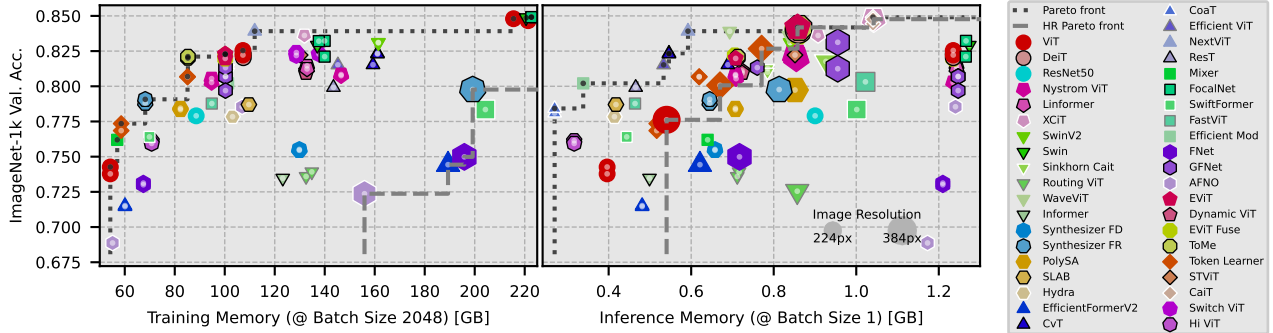 ImageNet-1k Val. Acc.
0.850
0.825
0.800
0.775
0.750
0.725
0.700
0.675
60 80 100 120 140 160 180 200 220
Training Memory (@ Batch Size 2048) [GB]
Image Resolution
224px 384px
0.4 0.6 0.8 1.0 1.2
Inference Memory (@ Batch Size 1) [GB]
Pareto front
HR Pareto front
ViT
DeiT
ResNet50
Nystrom ViT
Linformer
XCiT
SwinV2
Swin
Sinkhorn Cait
Routing ViT
WaveViT
Informer
Synthesizer FD
Synthesizer FR
PolySA
SLAB
Hydra
EfficientFormerV2
CvT
CoaT
Efficient ViT
NextViT
ResT
Mixer
FocalNet
SwiftFormer
FastViT
Efficient Mod
FNet
GFNet
AFNO
EViT
Dynamic ViT
EViT Fuse
ToMe
Token Learner
STViT
CaiT
Switch ViT
Hi ViT